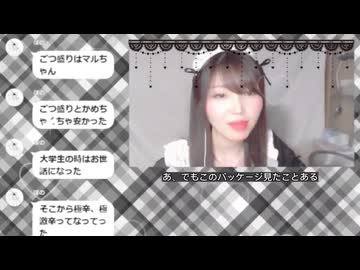 ごつ盛りはマルちゃん
ごつ盛りとかめちゃくちゃ安かった
大学生の時はお世話になった
そこから極辛、極激辛ってなってった
あ、でもこのパッケージ見たことある